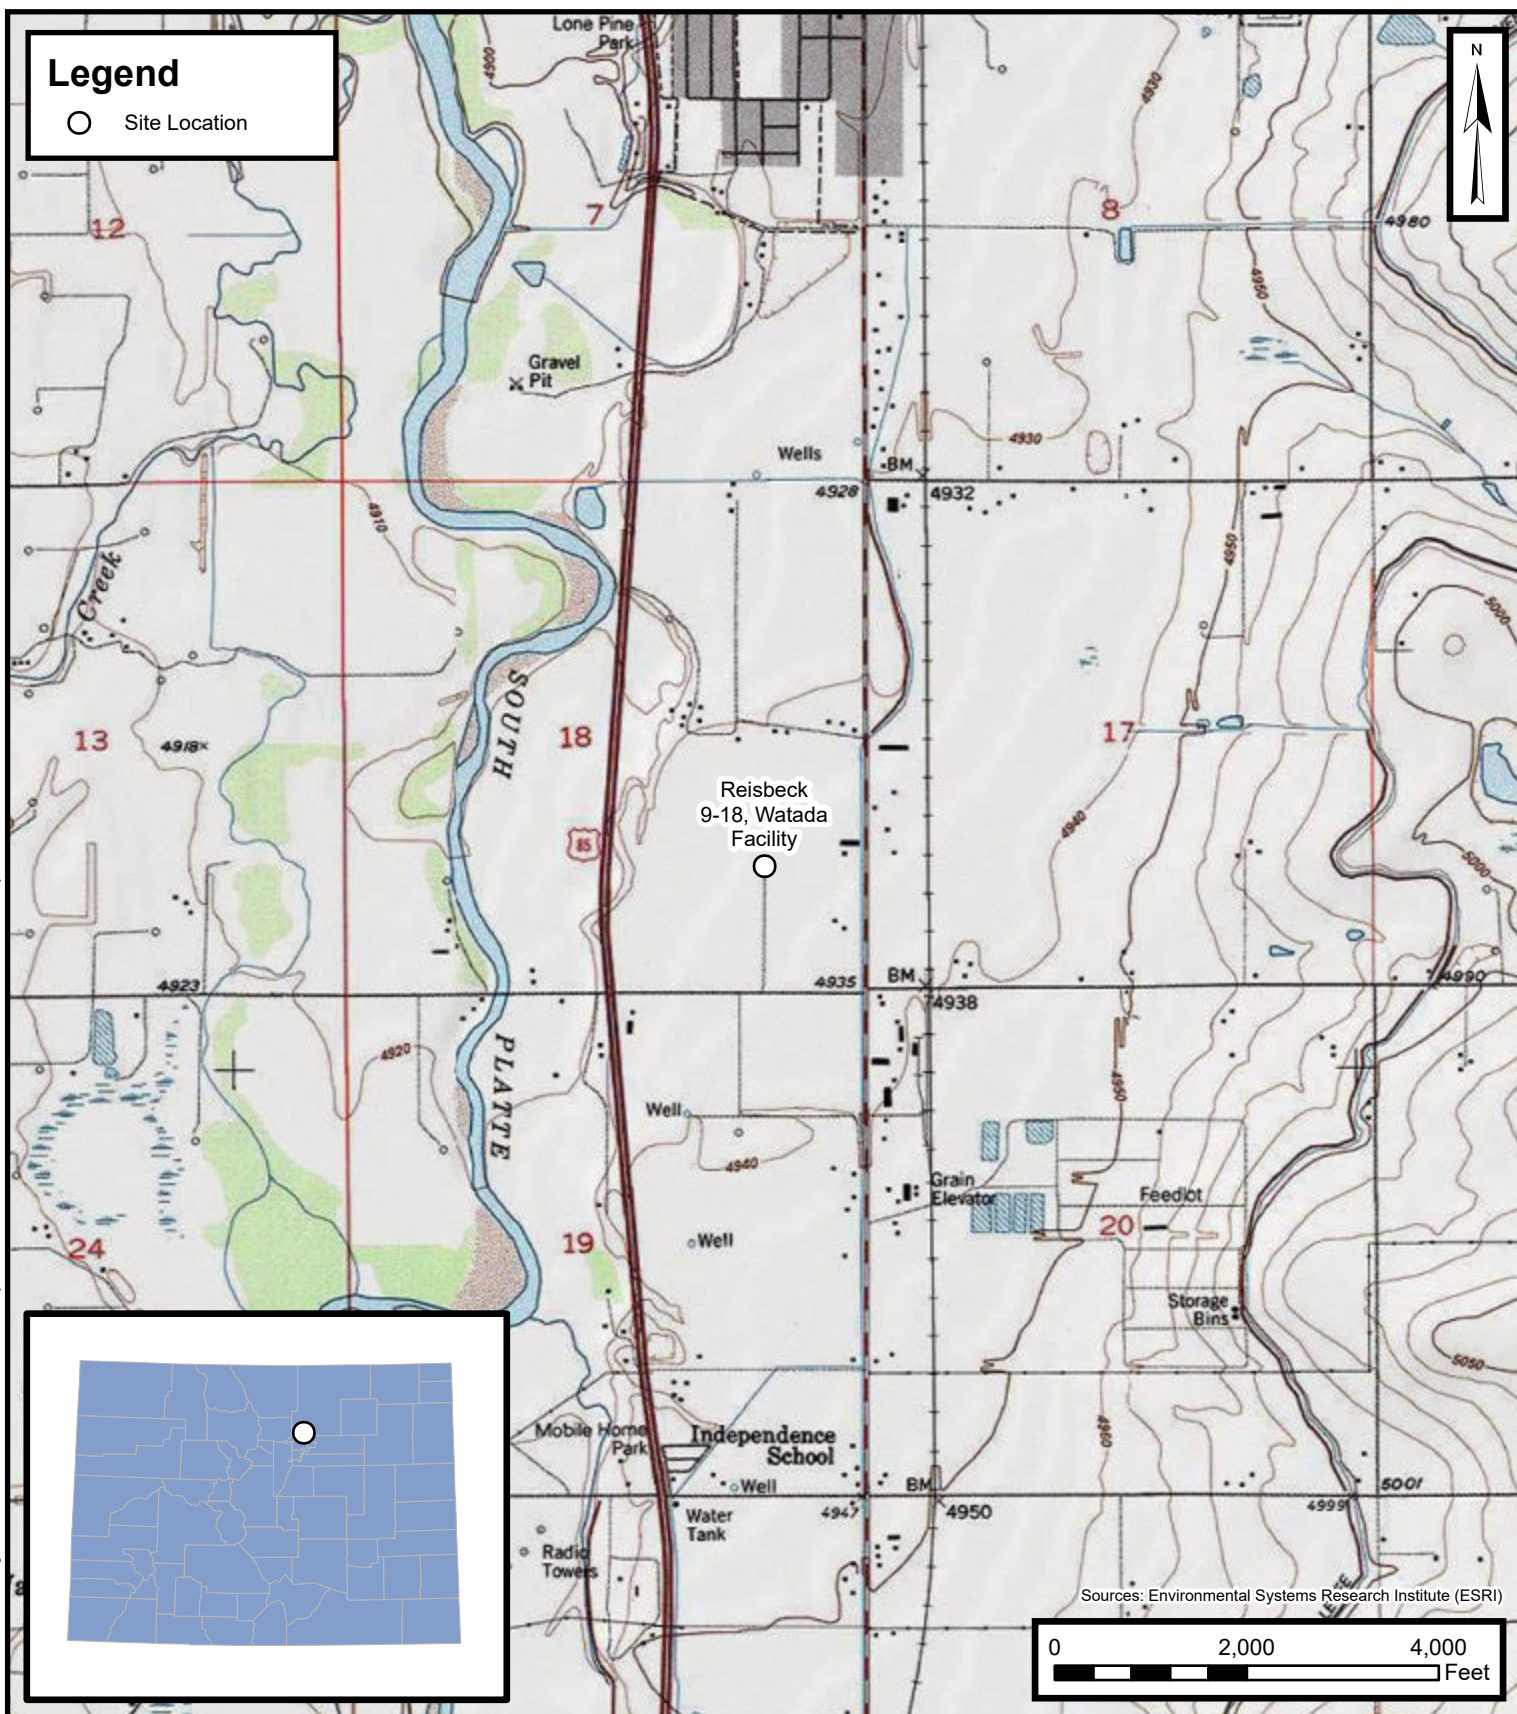 Lone Pine
Park
Legend
Site Location
N
4900
4930
12
7
8
4980
4950
Gravel
Pit
4930
Wells
BM
4928
4932
4910
4950
Creek
5000
SOUTH
13
4918×
18
17
Reisbeck
9-18, Watada
Facility
85
4940
5000
4923
4935
BM
4938
4990
4920
PLATTE
4950
Well
4940
Grain
Elevator
Feedlot
24
19
Well
20
Storage
Bins
5050
Mobile Home
Park
Independence
School
4960
Well
BM
5001
4947
4950
4999
Water
Tank
Radio
Towers
Sources: Environmental Systems Research Institute (ESRI)
0 2,000 4,000
Feet